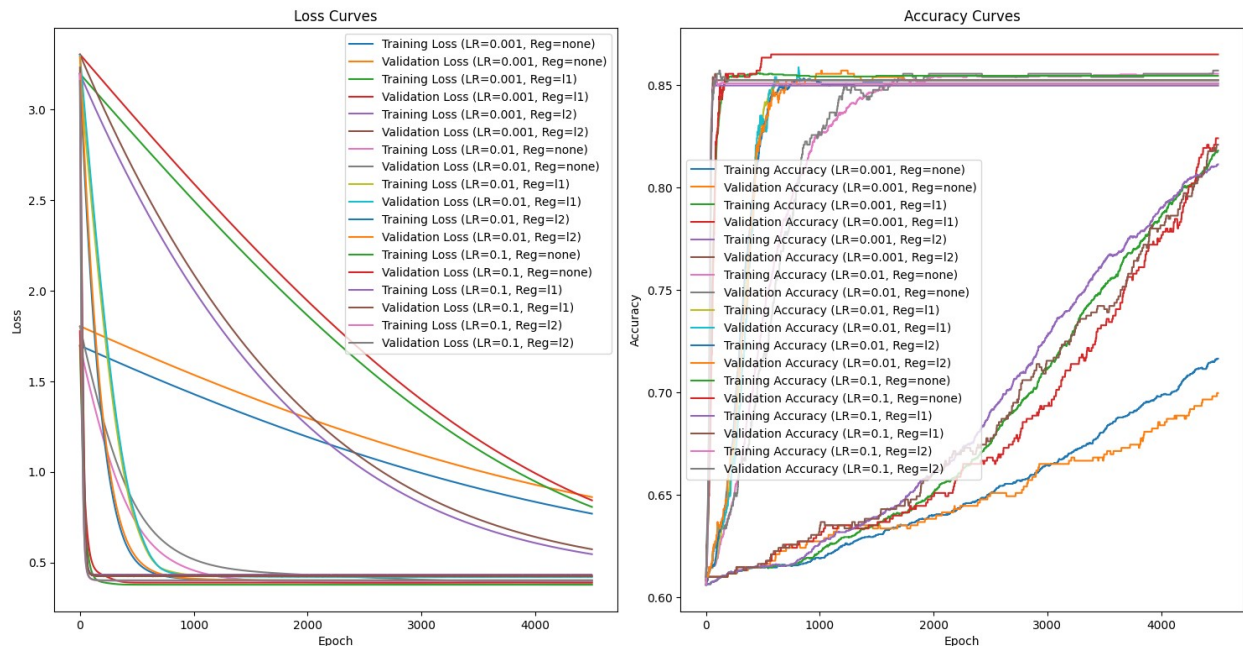 Loss Curves
3.0
2.5
2.0
1.5
1.0
0.5
Loss
0
1000
2000
3000
4000
Epoch
Training Loss (LR=0.001, Reg=none)
Validation Loss (LR=0.001, Reg=none)
Training Loss (LR=0.001, Reg=l1)
Validation Loss (LR=0.001, Reg=l1)
Training Loss (LR=0.001, Reg=l2)
Validation Loss (LR=0.001, Reg=l2)
Training Loss (LR=0.01, Reg=none)
Validation Loss (LR=0.01, Reg=none)
Training Loss (LR=0.01, Reg=l1)
Validation Loss (LR=0.01, Reg=l1)
Training Loss (LR=0.01, Reg=l2)
Validation Loss (LR=0.01, Reg=l2)
Training Loss (LR=0.1, Reg=none)
Validation Loss (LR=0.1, Reg=none)
Training Loss (LR=0.1, Reg=l1)
Validation Loss (LR=0.1, Reg=l1)
Training Loss (LR=0.1, Reg=l2)
Validation Loss (LR=0.1, Reg=l2)
Accuracy Curves
0.85
0.80
0.75
0.70
0.65
0.60
Accuracy
0
1000
2000
3000
4000
Epoch
Training Accuracy (LR=0.001, Reg=none)
Validation Accuracy (LR=0.001, Reg=none)
Training Accuracy (LR=0.001, Reg=l1)
Validation Accuracy (LR=0.001, Reg=l1)
Training Accuracy (LR=0.001, Reg=l2)
Validation Accuracy (LR=0.001, Reg=l2)
Training Accuracy (LR=0.01, Reg=none)
Validation Accuracy (LR=0.01, Reg=none)
Training Accuracy (LR=0.01, Reg=l1)
Validation Accuracy (LR=0.01, Reg=l1)
Training Accuracy (LR=0.01, Reg=l2)
Validation Accuracy (LR=0.01, Reg=l2)
Training Accuracy (LR=0.1, Reg=none)
Validation Accuracy (LR=0.1, Reg=none)
Training Accuracy (LR=0.1, Reg=l1)
Validation Accuracy (LR=0.1, Reg=l1)
Training Accuracy (LR=0.1, Reg=l2)
Validation Accuracy (LR=0.1, Reg=l2)